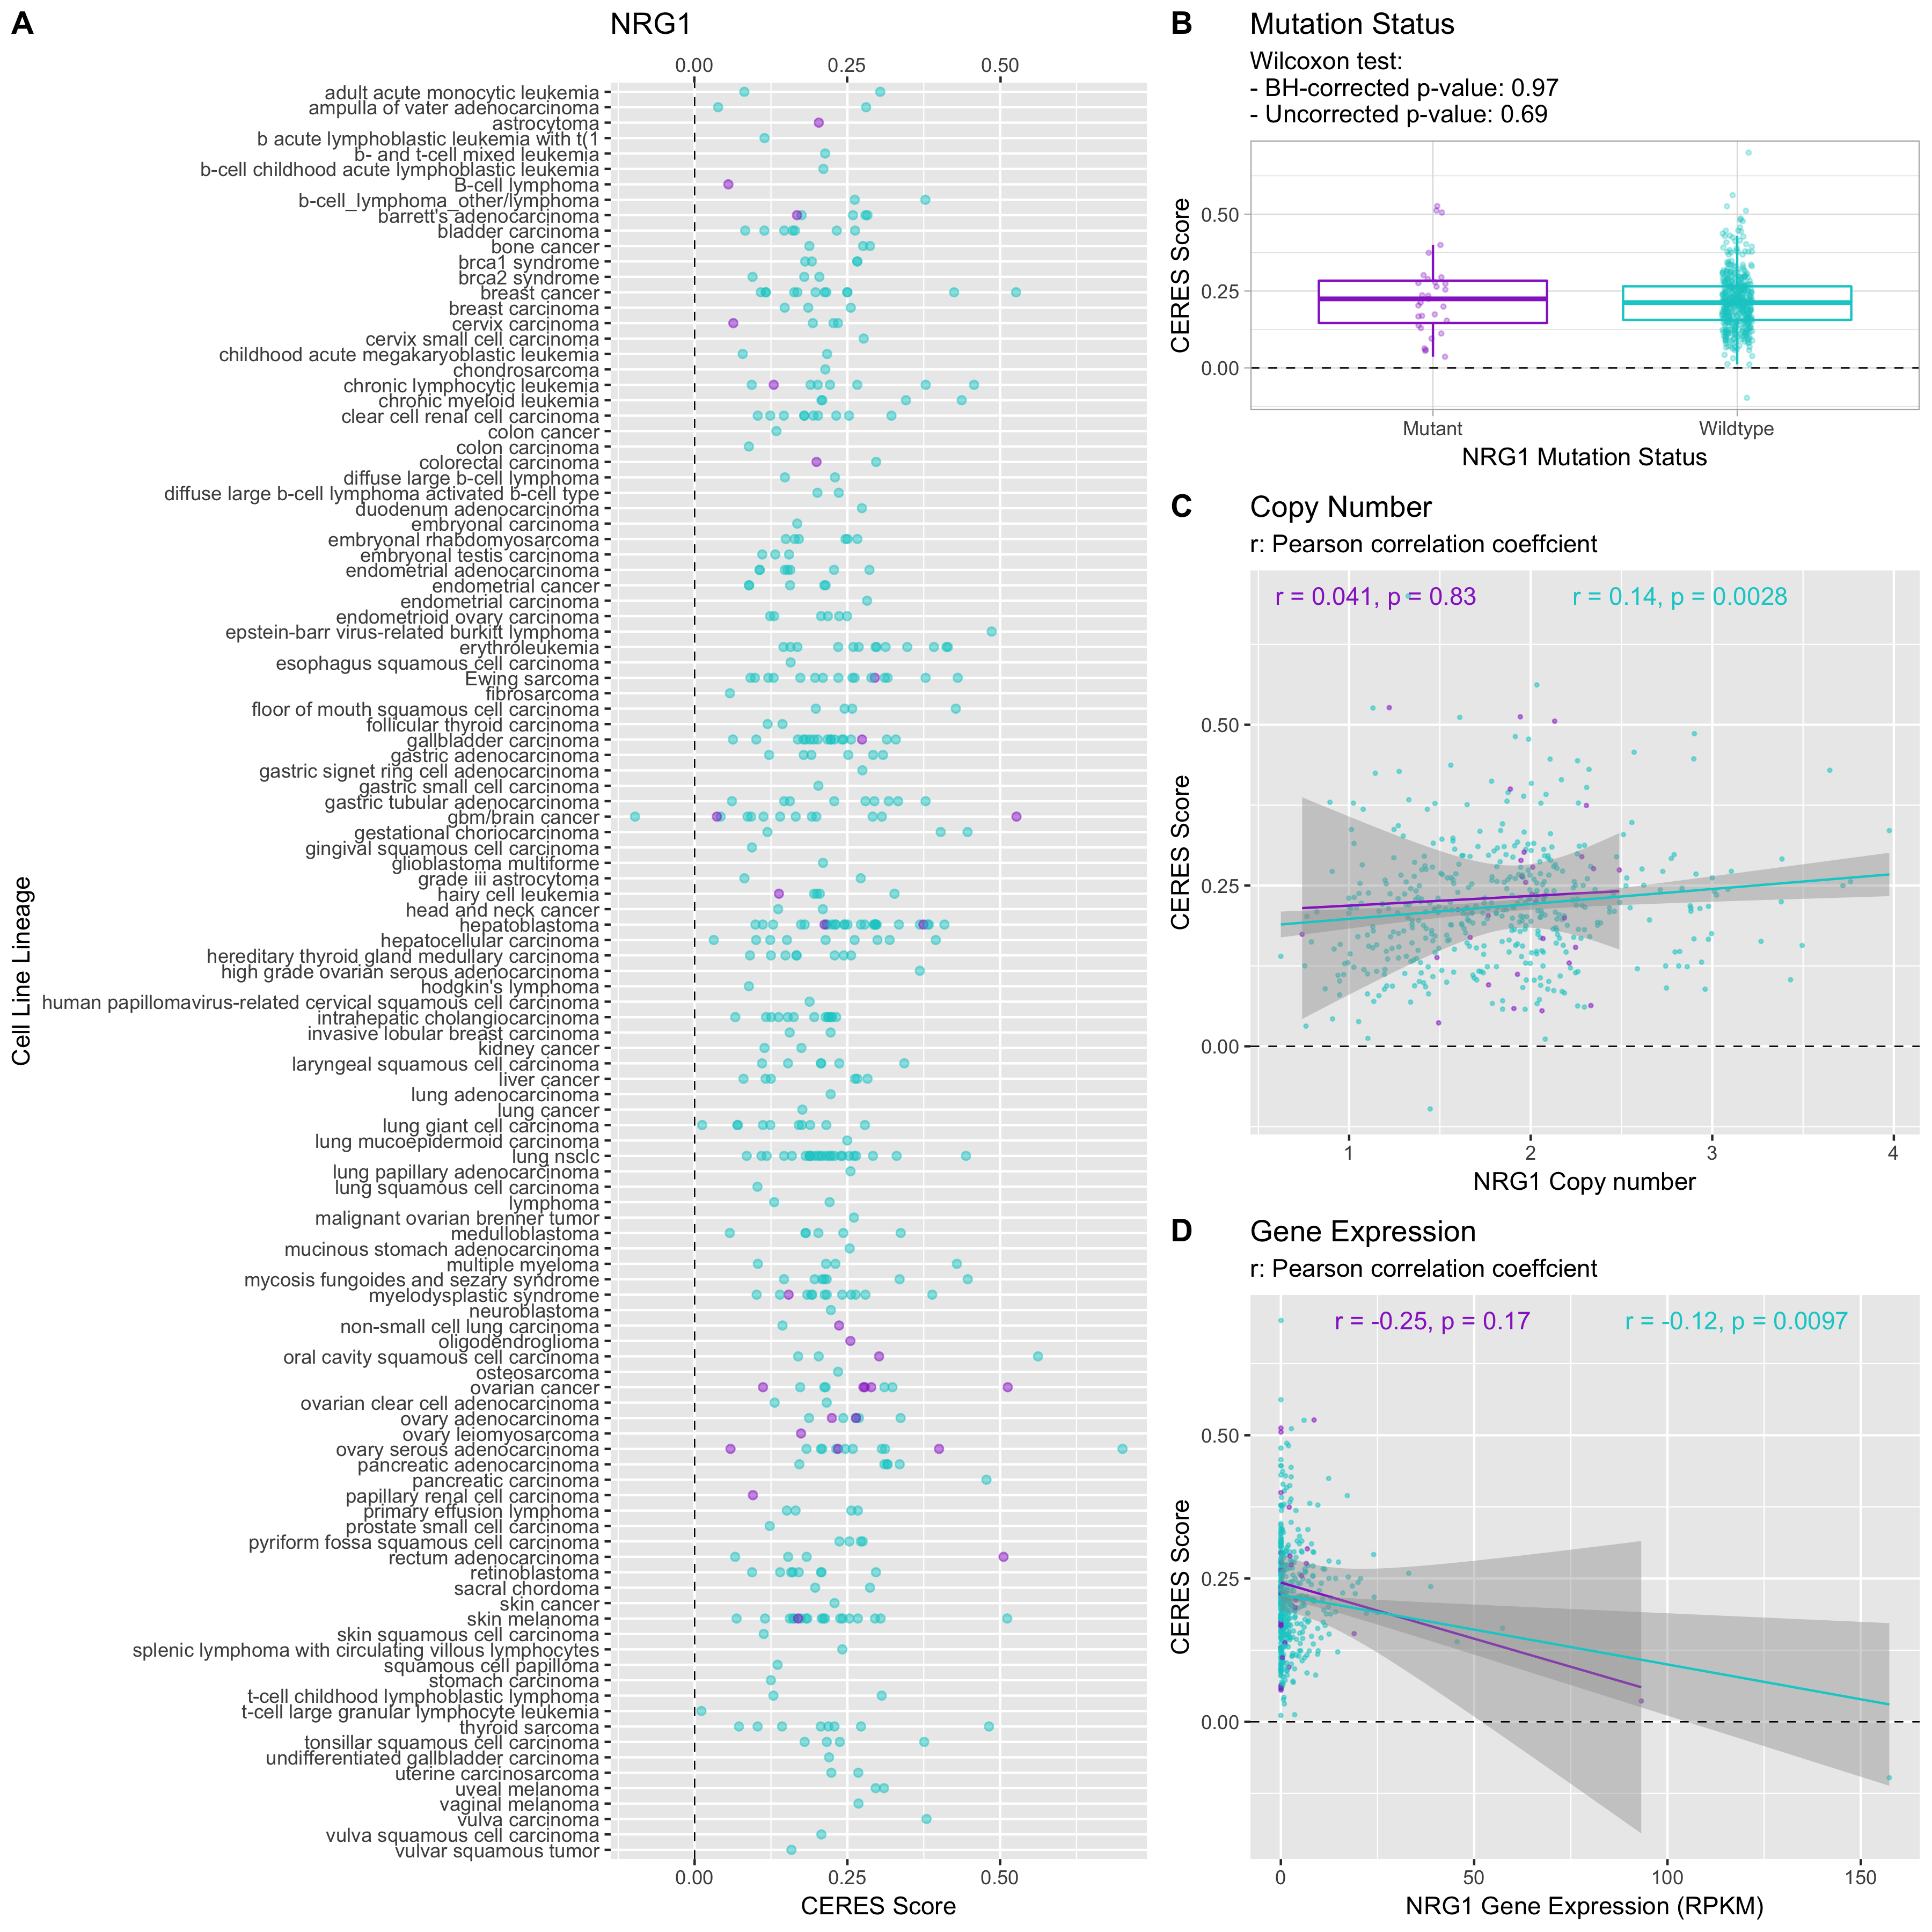 A
NRG1
0.00 0.25 0.50
adult acute monocytic leukemia
ampulla of vater adenocarcinoma
astrocytoma
b acute lymphoblastic leukemia with t(1
b- and t-cell mixed leukemia
b-cell childhood acute lymphoblastic leukemia
B-cell lymphoma
b-cell_lymphoma_other/lymphoma
barrett's adenocarcinoma
bladder carcinoma
bone cancer
brca1 syndrome
brca2 syndrome
breast cancer
breast carcinoma
cervix carcinoma
cervix small cell carcinoma
childhood acute megakaryoblastic leukemia
chondrosarcoma
chronic lymphocytic leukemia
chronic myeloid leukemia
clear cell renal cell carcinoma
colon cancer
colon carcinoma
colorectal carcinoma
diffuse large b-cell lymphoma
diffuse large b-cell lymphoma activated b-cell type
duodenum adenocarcinoma
embryonal carcinoma
embryonal rhabdomyosarcoma
embryonal testis carcinoma
endometrial adenocarcinoma
endometrial cancer
endometrial carcinoma
endometrioid ovary carcinoma
epstein-barr virus-related burkitt lymphoma
erythroleukemia
esophagus squamous cell carcinoma
Ewing sarcoma
fibrosarcoma
floor of mouth squamous cell carcinoma
follicular thyroid carcinoma
gallbladder carcinoma
gastric adenocarcinoma
gastric signet ring cell adenocarcinoma
gastric small cell carcinoma
gastric tubular adenocarcinoma
gbm/brain cancer
gestational choriocarcinoma
gingival squamous cell carcinoma
glioblastoma multiforme
grade iii astrocytoma
hairy cell leukemia
head and neck cancer
hepatoblastoma
hepatocellular carcinoma
hereditary thyroid gland medullary carcinoma
high grade ovarian serous adenocarcinoma
hodgkin's lymphoma
human papillomavirus-related cervical squamous cell carcinoma
intrahepatic cholangiocarcinoma
invasive lobular breast carcinoma
kidney cancer
laryngeal squamous cell carcinoma
liver cancer
lung adenocarcinoma
lung cancer
lung giant cell carcinoma
lung mucoepidermoid carcinoma
lung nsclc
lung papillary adenocarcinoma
lung squamous cell carcinoma
lymphoma
malignant ovarian brenner tumor
medulloblastoma
mucinous stomach adenocarcinoma
multiple myeloma
mycosis fungoides and sezary syndrome
myelodysplastic syndrome
neuroblastoma
non-small cell lung carcinoma
oligodendroglioma
oral cavity squamous cell carcinoma
osteosarcoma
ovarian cancer
ovarian clear cell adenocarcinoma
ovary adenocarcinoma
ovary leiomyosarcoma
ovary serous adenocarcinoma
pancreatic adenocarcinoma
pancreatic carcinoma
papillary renal cell carcinoma
primary effusion lymphoma
prostate small cell carcinoma
pyriform fossa squamous cell carcinoma
rectum adenocarcinoma
retinoblastoma
sacral chordoma
skin cancer
skin melanoma
skin squamous cell carcinoma
splenic lymphoma with circulating villous lymphocytes
squamous cell papilloma
stomach carcinoma
t-cell childhood lymphoblastic lymphoma
t-cell large granular lymphocyte leukemia
thyroid sarcoma
tonsillar squamous cell carcinoma
undifferentiated gallbladder carcinoma
uterine carcinosarcoma
uveal melanoma
vaginal melanoma
vulva carcinoma
vulva squamous cell carcinoma
vulvar squamous tumor
0.00 0.25 0.50
CERES Score
Cell Line Lineage
B
Mutation Status
Wilcoxon test:
- BH-corrected p-value: 0.97
- Uncorrected p-value: 0.69
0.50
0.25
0.00
CERES Score
Mutant Wildtype
NRG1 Mutation Status
C
Copy Number
r: Pearson correlation coeffcient
r = 0.041, p = 0.83 r = 0.14, p = 0.0028
0.50
0.25
0.00
CERES Score
1 2 3 4
NRG1 Copy number
D
Gene Expression
r: Pearson correlation coeffcient
r = -0.25, p = 0.17 r = -0.12, p = 0.0097
0.50
0.25
0.00
CERES Score
0 50 100 150
NRG1 Gene Expression (RPKM)